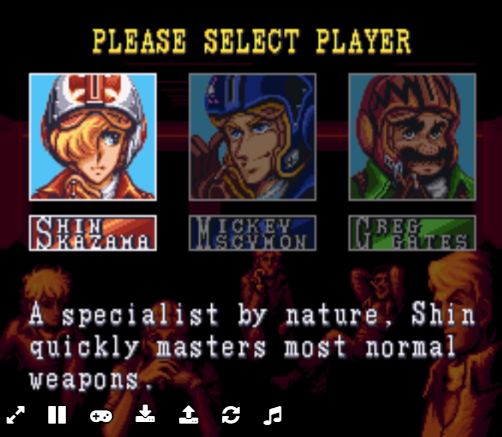 PLEASE SELECT PLAYER
SHIN KAZAMA
MICKEY SCYMON
GREG GATES
A specialist by nature, Shin
quickly masters most normal
weapons.